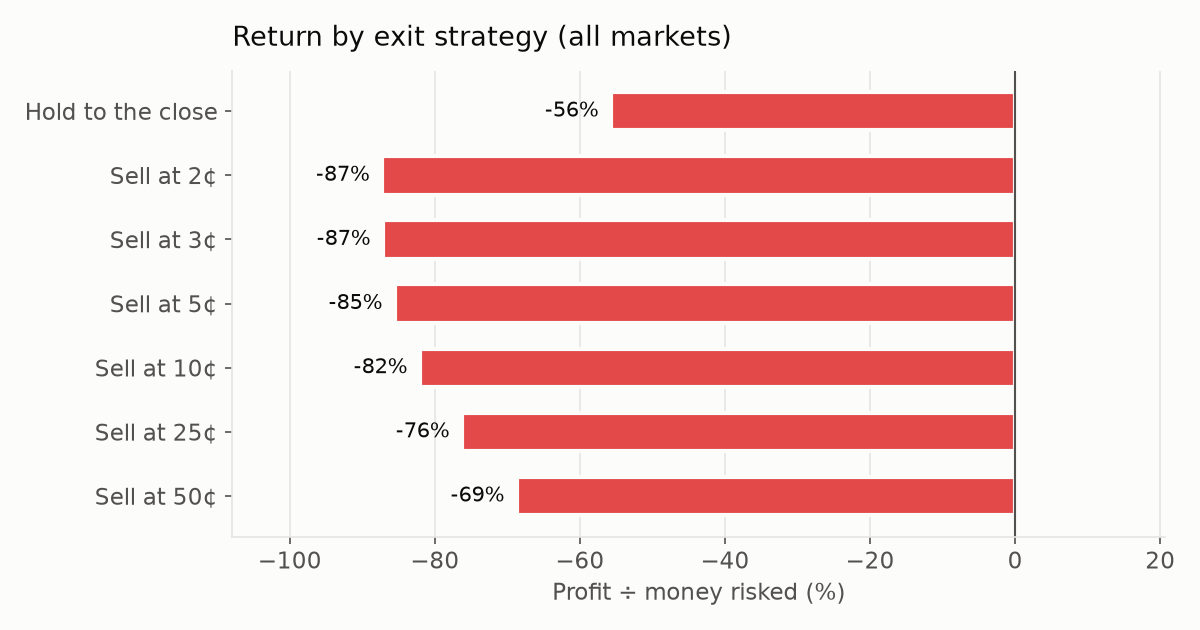 Return by exit strategy (all markets)
Hold to the close
-56%
Sell at 2¢
-87%
Sell at 3¢
-87%
Sell at 5¢
-85%
Sell at 10¢
-82%
Sell at 25¢
-76%
Sell at 50¢
-69%
−100 −80 −60 −40 −20 0 20
Profit ÷ money risked (%)